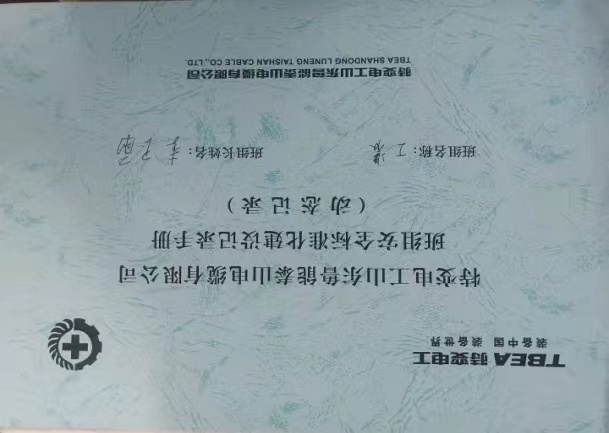 TBEA 特变电工
装备中国 装备世界
特变电工山东鲁能泰山电缆有限公司
班组安全标准化建设记录手册
（动态记录）
班组名称：工装 班组长姓名：李
特变电工山东鲁能泰山电缆有限公司
TBEA SHANDONG LUNENG TAISHAN CABLE CO.,LTD.